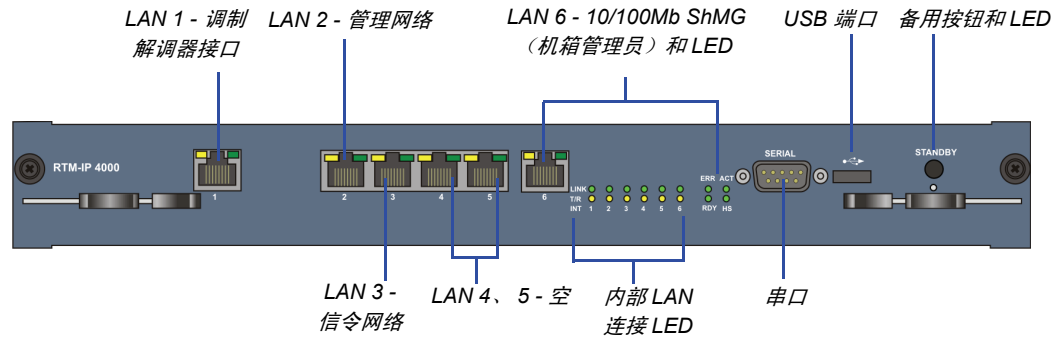 LAN 1 - 调制
解调器接口
LAN 2 - 管理网络
LAN 6 - 10/100Mb ShMG
（机箱管理员）和 LED
USB 端口
备用按钮和 LED
RTM-IP 4000
1
2
3
4
5
6
LINK
T/R
INT 1 2 3 4 5 6
ERR ACT
RDY HS
SERIAL
STANDBY
LAN 3 -
信令网络
LAN 4、 5 - 空
内部 LAN
连接 LED
串口